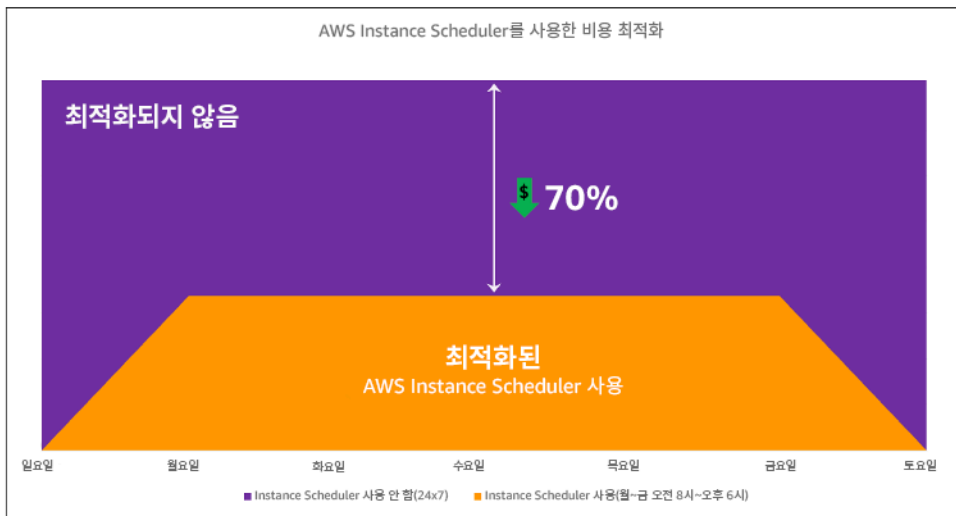 AWS Instance Scheduler를 사용한 비용 최적화
최적화되지 않음
$ 70%
최적화된
AWS Instance Scheduler 사용
일요일 월요일 화요일 수요일 목요일 금요일 토요일
Instance Scheduler 사용 안 함(24x7) Instance Scheduler 사용(월~금 오전 8시~오후 6시)